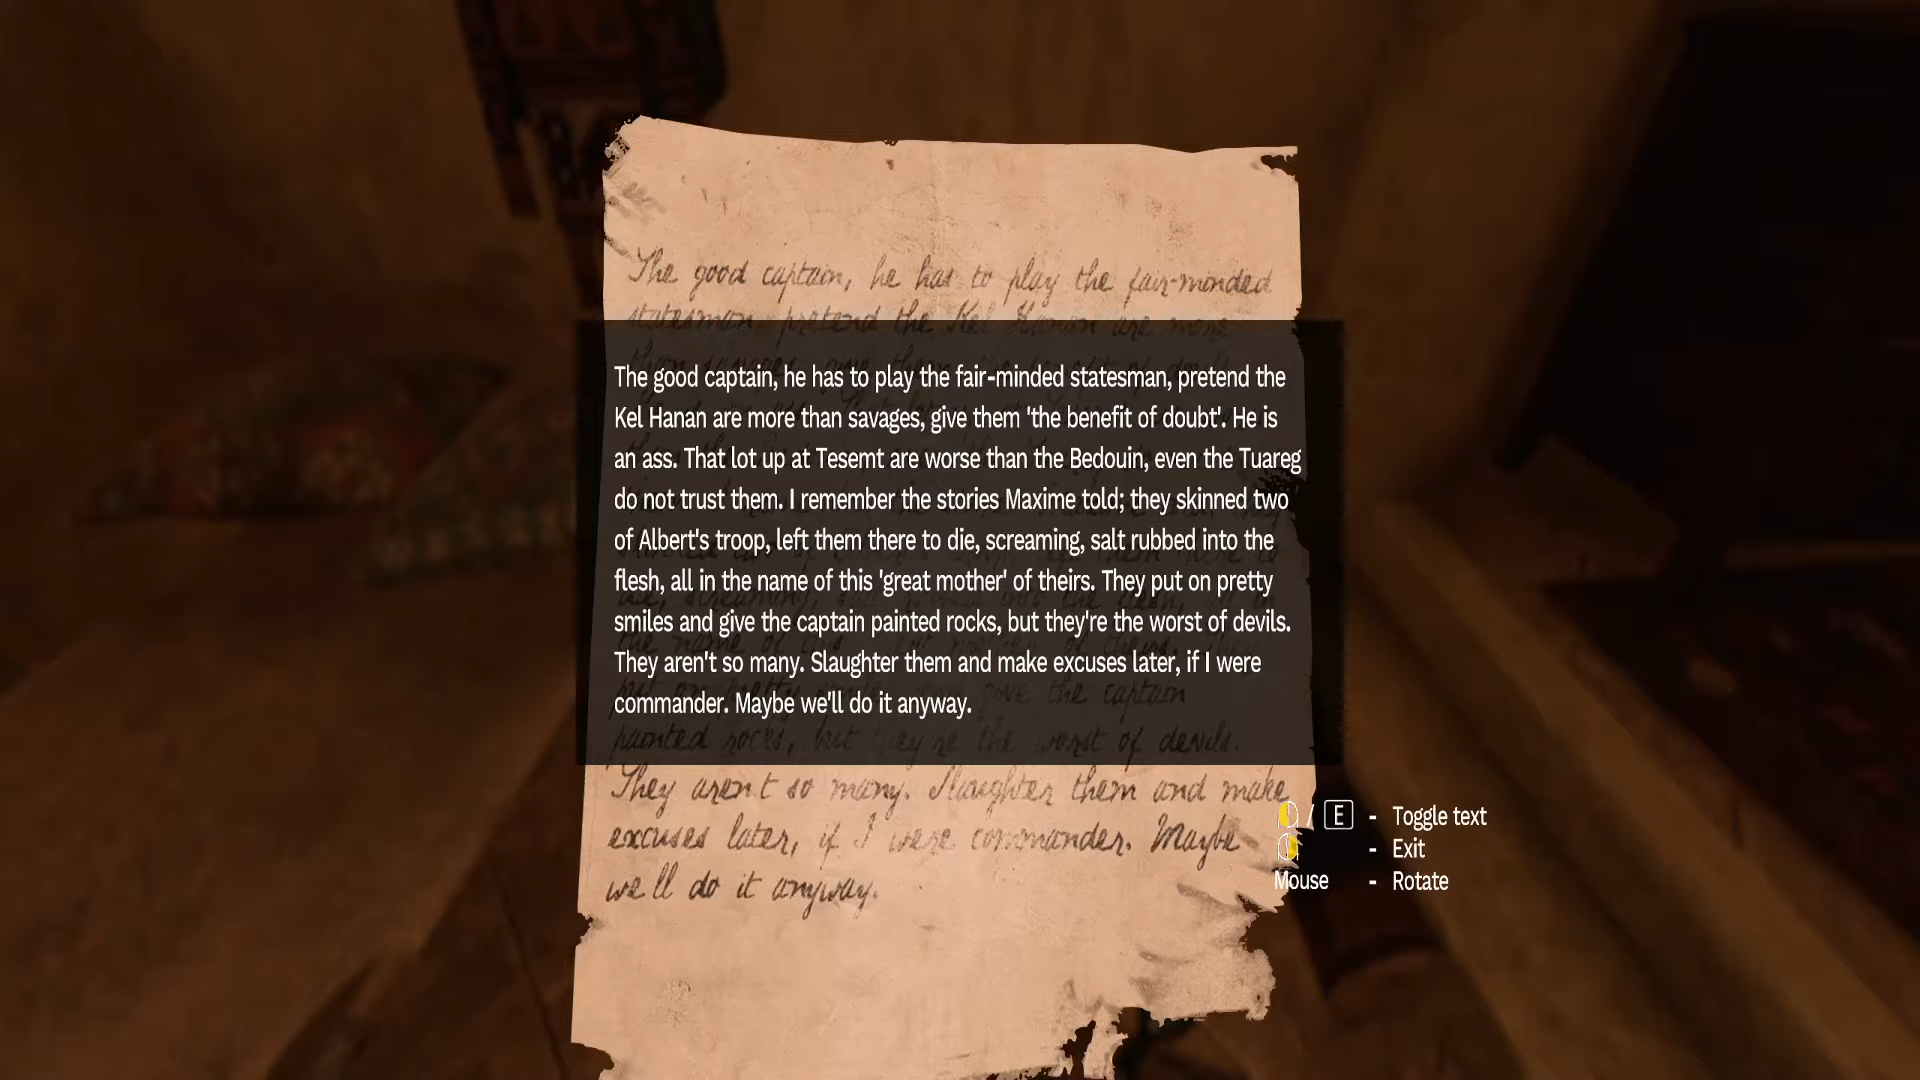 The good captain, he has to play the fair-minded
statesman, pretend the Kel Hanan are more
The good captain, he has to play the fair-minded statesman, pretend the
Kel Hanan are more than savages, give them 'the benefit of doubt'. He is
an ass. That lot up at Tesemt are worse than the Bedouin, even the Tuareg
do not trust them. I remember the stories Maxime told; they skinned two
of Albert's troop, left them there to die, screaming, salt rubbed into the
flesh, all in the name of this 'great mother' of theirs. They put on pretty
smiles and give the captain painted rocks, but they're the worst of devils.
They aren't so many. Slaughter them and make excuses later, if I were
commander. Maybe we'll do it anyway.
painted rocks, but they're the worst of devils.
They aren't so many. Slaughter them and make
excuses later, if I were commander. Maybe
we'll do it anyway.
/ E - Toggle text
- Exit
Mouse - Rotate